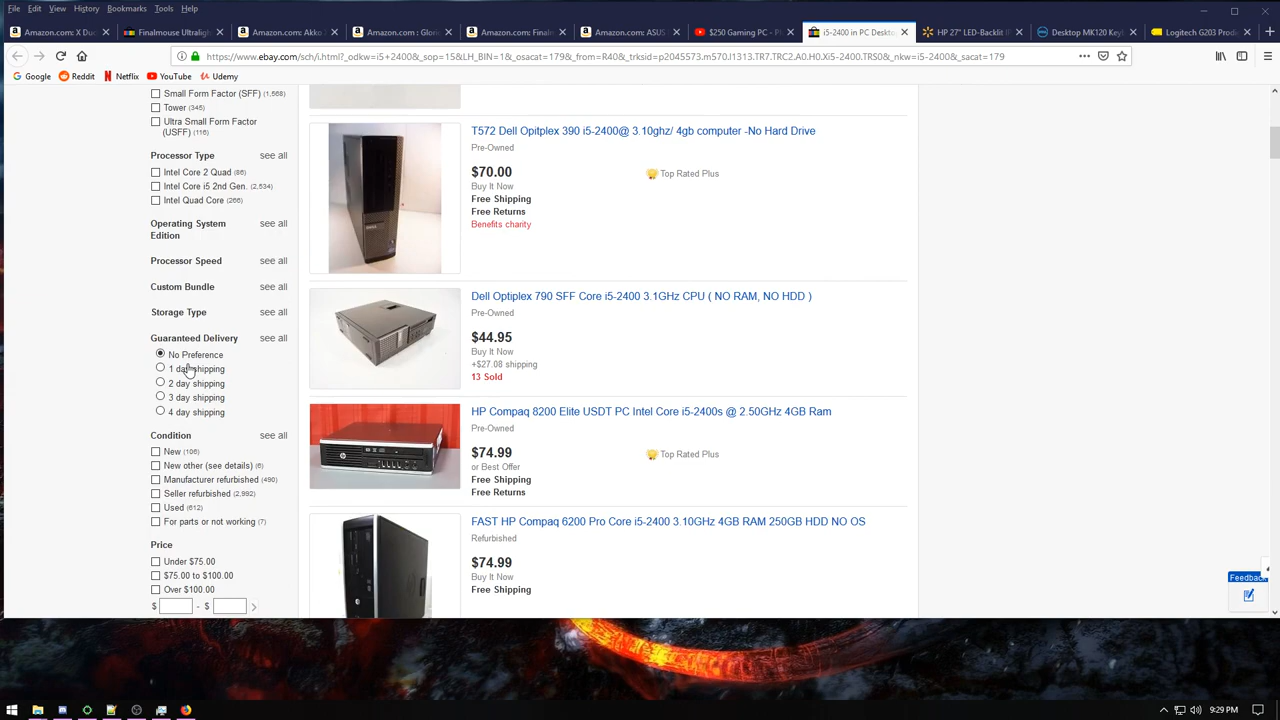 File Edit View History Bookmarks Tools Help
Amazon.com: X Duc
Finalmouse Ultraligh
Amazon.com: Akko
Amazon.com : Glori
Amazon.com: Finaln
Amazon.com: ASUS
$250 Gaming PC - Pl
i5-2400 in PC Deskto
HP 27" LED-Backlit I
Desktop MK120 Key
Logitech G203 Produ
https://www.ebay.com/sch/i.html?_odkw=i5+2400&_sop=15&LH_BIN=1&_osacat=179&_from=R40&_trksid=p2045573.m570.l1313.TR7.TRC2.A0.H0.Xi5-2400.TRS0&_nkw=i5-2400&_sacat=179
Google Reddit Netflix YouTube Udemy
Small Form Factor (SFF) (1,568)
Tower (345)
Ultra Small Form Factor
(USFF) (116)
Processor Type see all
Intel Core 2 Quad (86)
Intel Core i5 2nd Gen. (2,534)
Intel Quad Core (266)
Operating System see all
Edition
Processor Speed see all
Custom Bundle see all
Storage Type see all
Guaranteed Delivery see all
No Preference
1 day shipping
2 day shipping
3 day shipping
4 day shipping
Condition see all
New (106)
New other (see details) (6)
Manufacturer refurbished (490)
Seller refurbished (2,992)
Used (612)
For parts or not working (7)
Price
Under $75.00
$75.00 to $100.00
Over $100.00
$ - $
T572 Dell Opitplex 390 i5-2400@ 3.10ghz/ 4gb computer -No Hard Drive
Pre-Owned
$70.00
Top Rated Plus
Buy It Now
Free Shipping
Free Returns
Benefits charity
Dell Optiplex 790 SFF Core i5-2400 3.1GHz CPU ( NO RAM, NO HDD )
Pre-Owned
$44.95
Buy It Now
+$27.08 shipping
13 Sold
HP Compaq 8200 Elite USDT PC Intel Core i5-2400s @ 2.50GHz 4GB Ram
Pre-Owned
$74.99
Top Rated Plus
or Best Offer
Free Shipping
Free Returns
FAST HP Compaq 6200 Pro Core i5-2400 3.10GHz 4GB RAM 250GB HDD NO OS
Refurbished
$74.99
Buy It Now
Free Shipping
Feedback
9:29 PM